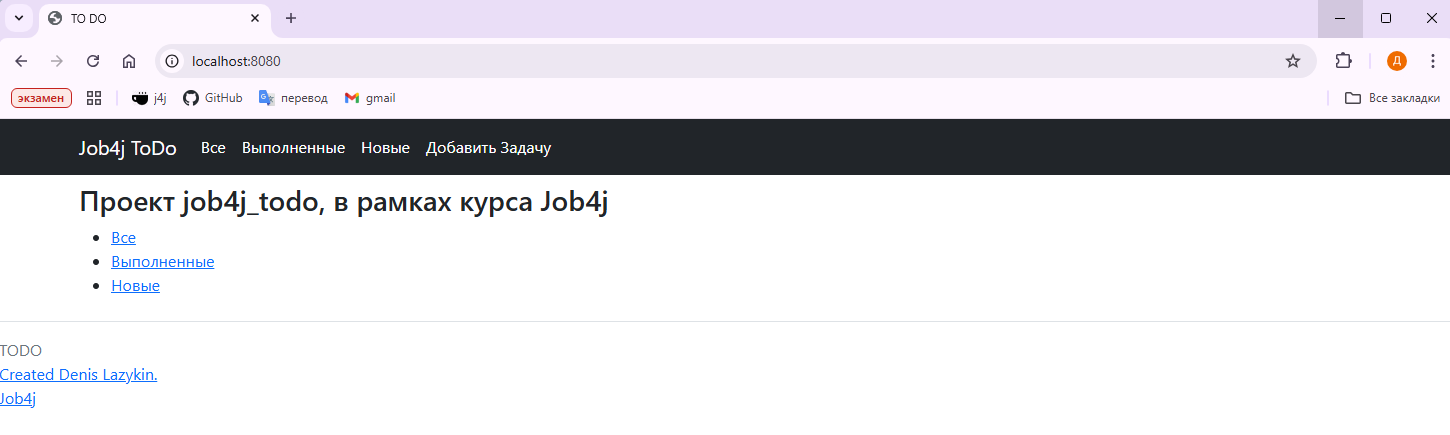 TO DO
localhost:8080
Д
экзамен j4j GitHub перевод gmail Все закладки
Job4j ToDo Все Выполненные Новые Добавить Задачу
Проект job4j_todo, в рамках курса Job4j
Все
Выполненные
Новые
TODO
Created Denis Lazykin.
Job4j